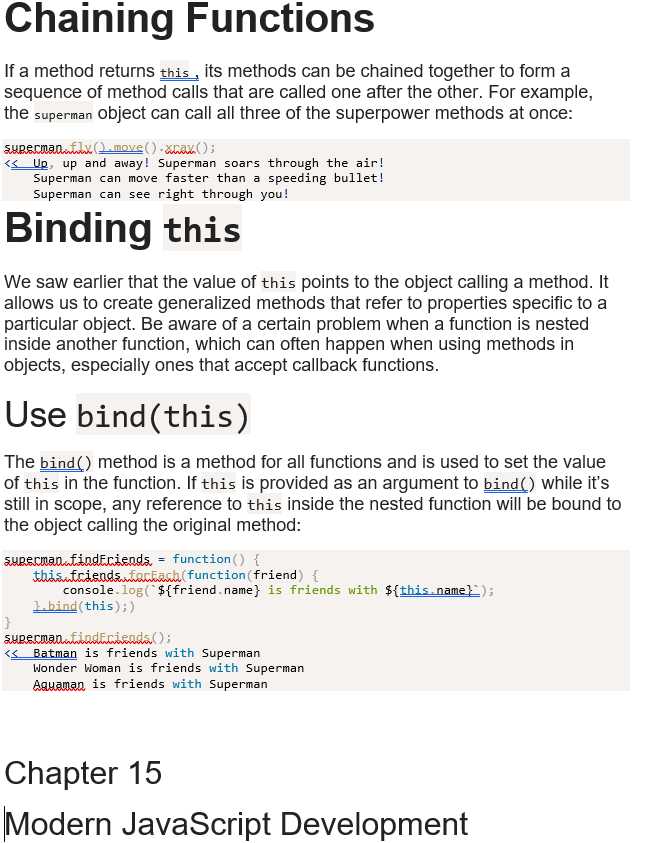 Chaining Functions
If a method returns this , its methods can be chained together to form a
sequence of method calls that are called one after the other. For example,
the superman object can call all three of the superpower methods at once:
superman.fly().move().xray();
<< Up, up and away! Superman soars through the air!
Superman can move faster than a speeding bullet!
Superman can see right through you!
Binding this
We saw earlier that the value of this points to the object calling a method. It
allows us to create generalized methods that refer to properties specific to a
particular object. Be aware of a certain problem when a function is nested
inside another function, which can often happen when using methods in
objects, especially ones that accept callback functions.
Use bind(this)
The bind() method is a method for all functions and is used to set the value
of this in the function. If this is provided as an argument to bind() while it’s
still in scope, any reference to this inside the nested function will be bound to
the object calling the original method:
superman.findFriends = function() {
this.friends.forEach(function(friend) {
console.log(`${friend.name} is friends with ${this.name}`);
}.bind(this);)
}
superman.findFriends();
<< Batman is friends with Superman
Wonder Woman is friends with Superman
Aquaman is friends with Superman
Chapter 15
Modern JavaScript Development